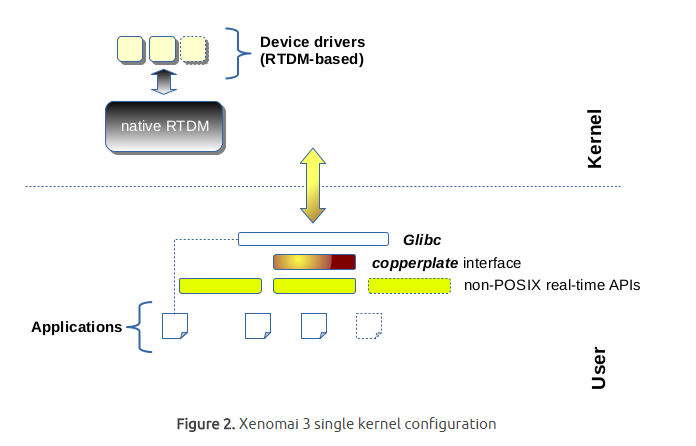 Device drivers
(RTDM-based)
native RTDM
Kernel
Glibc
copperplate interface
non-POSIX real-time APIs
Applications
User
Figure 2. Xenomai 3 single kernel configuration